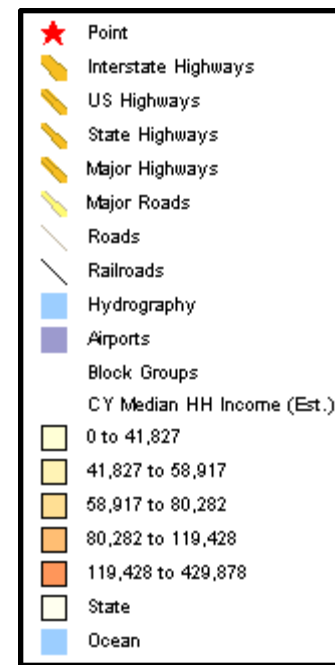 Point
Interstate Highways
US Highways
State Highways
Major Highways
Major Roads
Roads
Railroads
Hydrography
Airports
Block Groups
CY Median HH Income (Est.)
0 to 41,827
41,827 to 58,917
58,917 to 80,282
80,282 to 119,428
119,428 to 429,878
State
Ocean